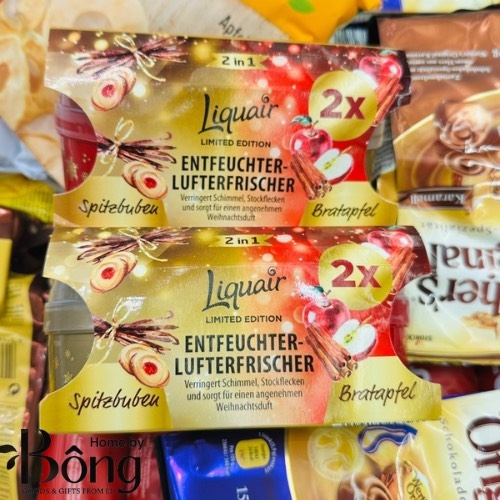 2 in 1
Liquair
LIMITED EDITION
2x
ENTFEUCHTER-
LUFTERFRISCHER
Verringert Schimmel, Stockflecken
und sorgt für einen angenehmen
Weihnachtsduft
Spitzbuben
Bratapfel
2 in 1
Liquair
LIMITED EDITION
2x
ENTFEUCHTER-
LUFTERFRISCHER
Verringert Schimmel, Stockflecken
und sorgt für einen angenehmen
Weihnachtsduft
Spitzbuben
Bratapfel
Karamell
Home by
Bông